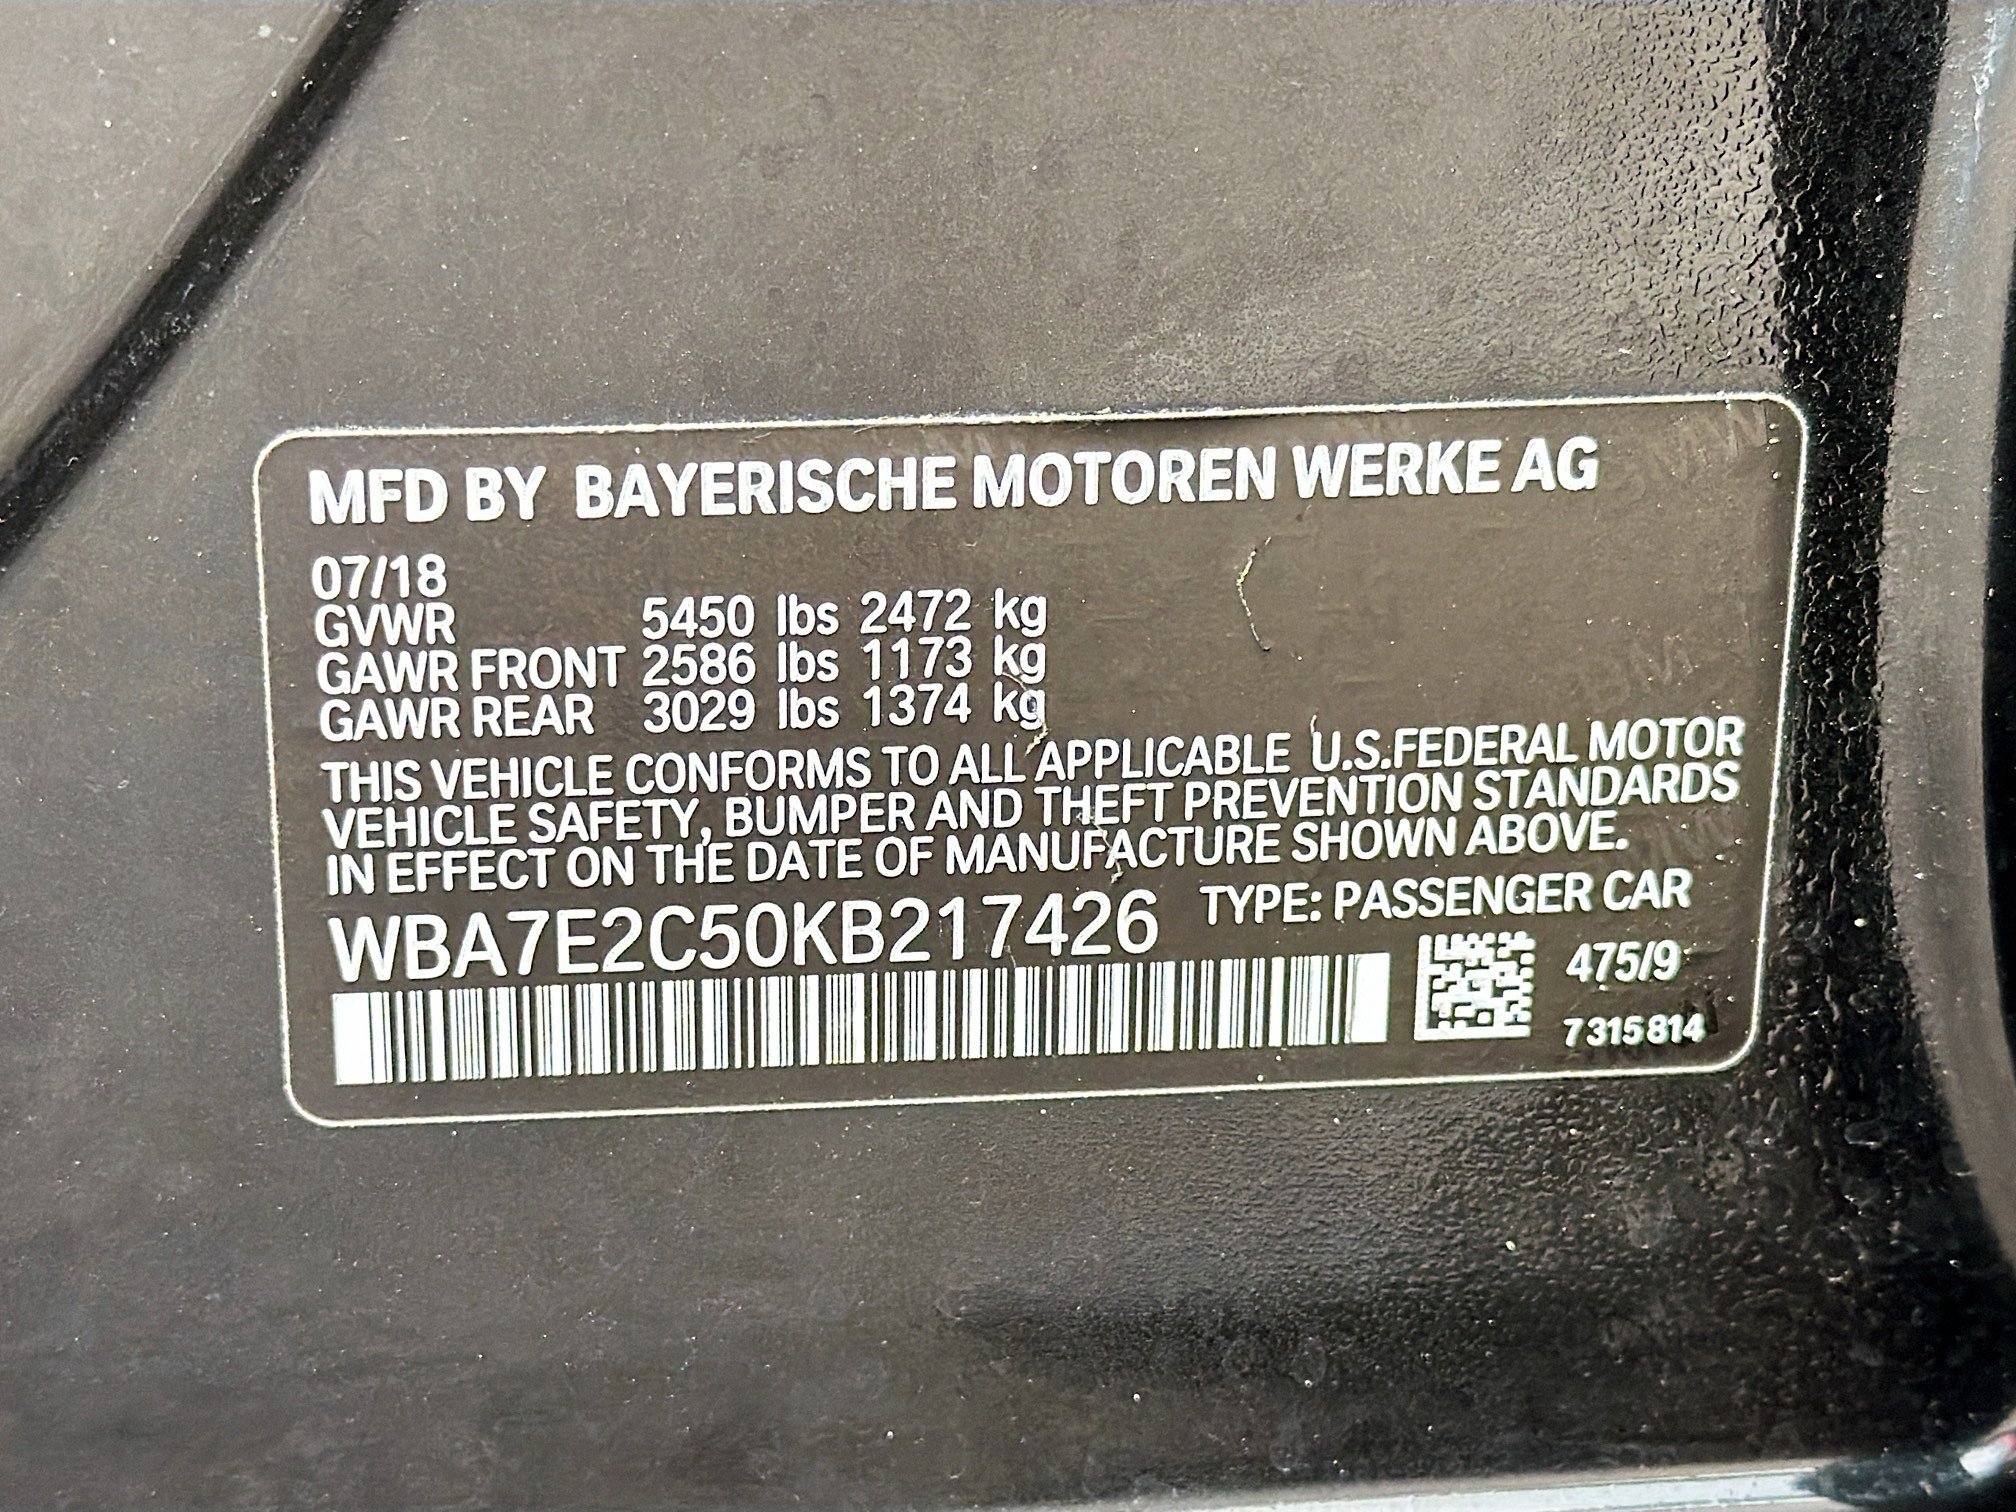 MFD BY BAYERISCHE MOTOREN WERKE AG
07/18
GVWR 5450 lbs 2472 kg
GAWR FRONT 2586 lbs 1173 kg
GAWR REAR 3029 lbs 1374 kg
THIS VEHICLE CONFORMS TO ALL APPLICABLE U.S.FEDERAL MOTOR
VEHICLE SAFETY, BUMPER AND THEFT PREVENTION STANDARDS
IN EFFECT ON THE DATE OF MANUFACTURE SHOWN ABOVE.
WBA7E2C50KB217426 TYPE: PASSENGER CAR
475/9
7315814